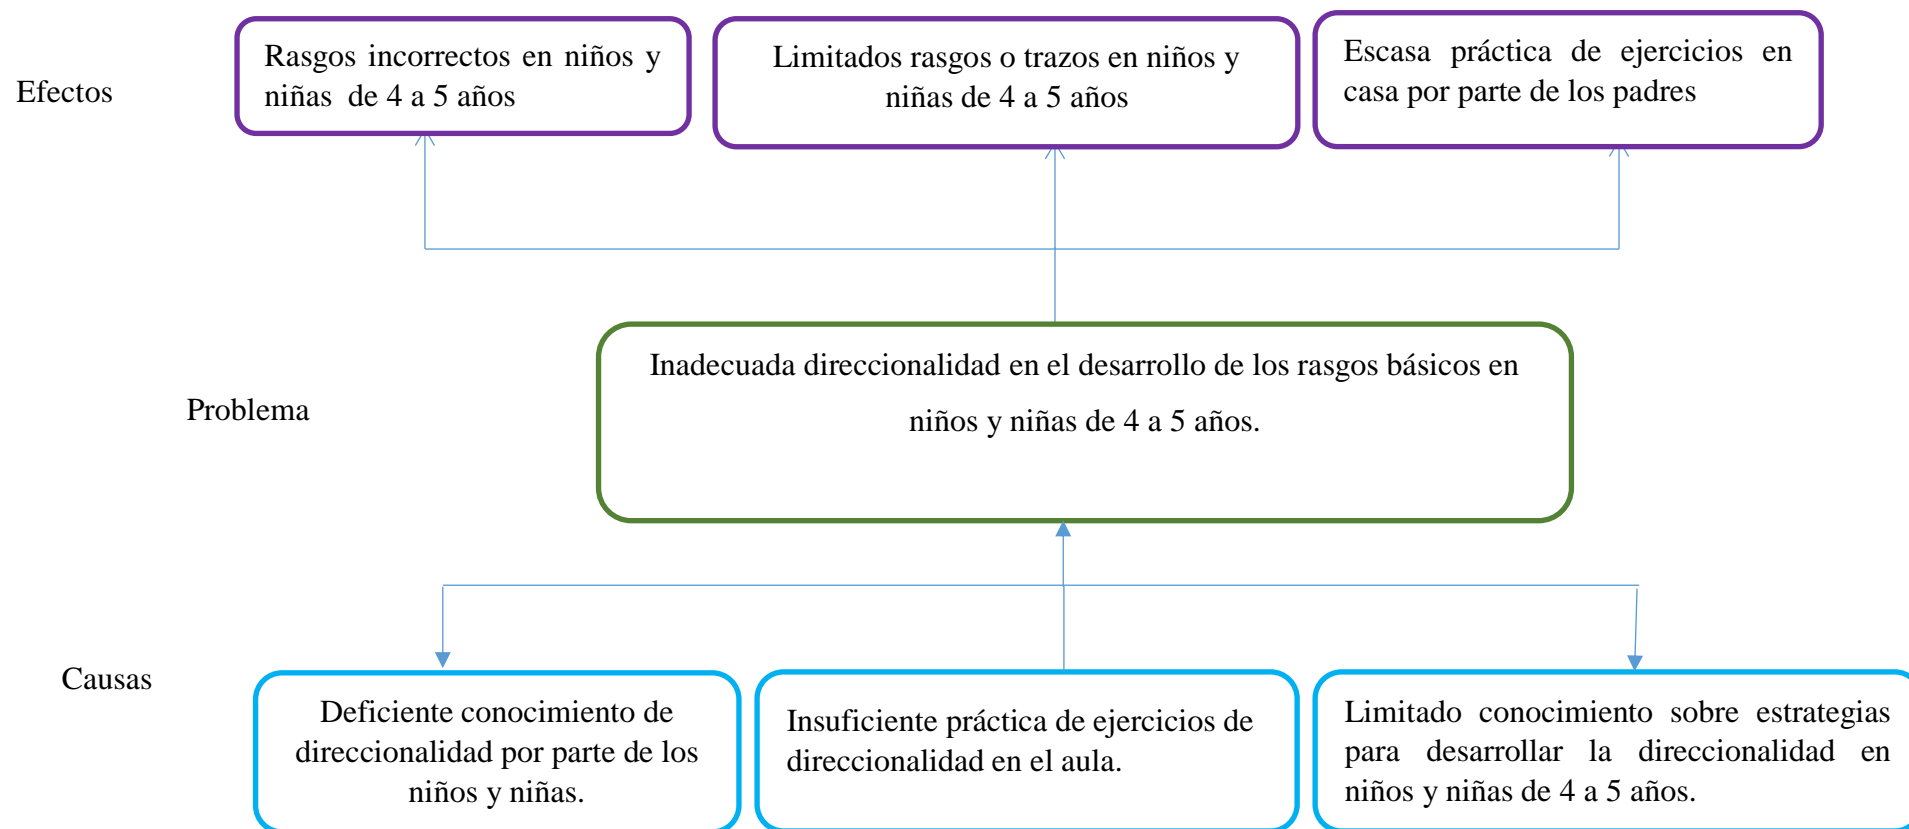 Efectos
Rasgos incorrectos en niños y
niñas de 4 a 5 años
Limitados rasgos o trazos en niños y
niñas de 4 a 5 años
Escasa práctica de ejercicios en
casa por parte de los padres
Problema
Inadecuada direccionalidad en el desarrollo de los rasgos básicos en
niños y niñas de 4 a 5 años.
Causas
Deficiente conocimiento de
direccionalidad por parte de los
niños y niñas.
Insuficiente práctica de ejercicios de
direccionalidad en el aula.
Limitado conocimiento sobre estrategias
para desarrollar la direccionalidad en
niños y niñas de 4 a 5 años.